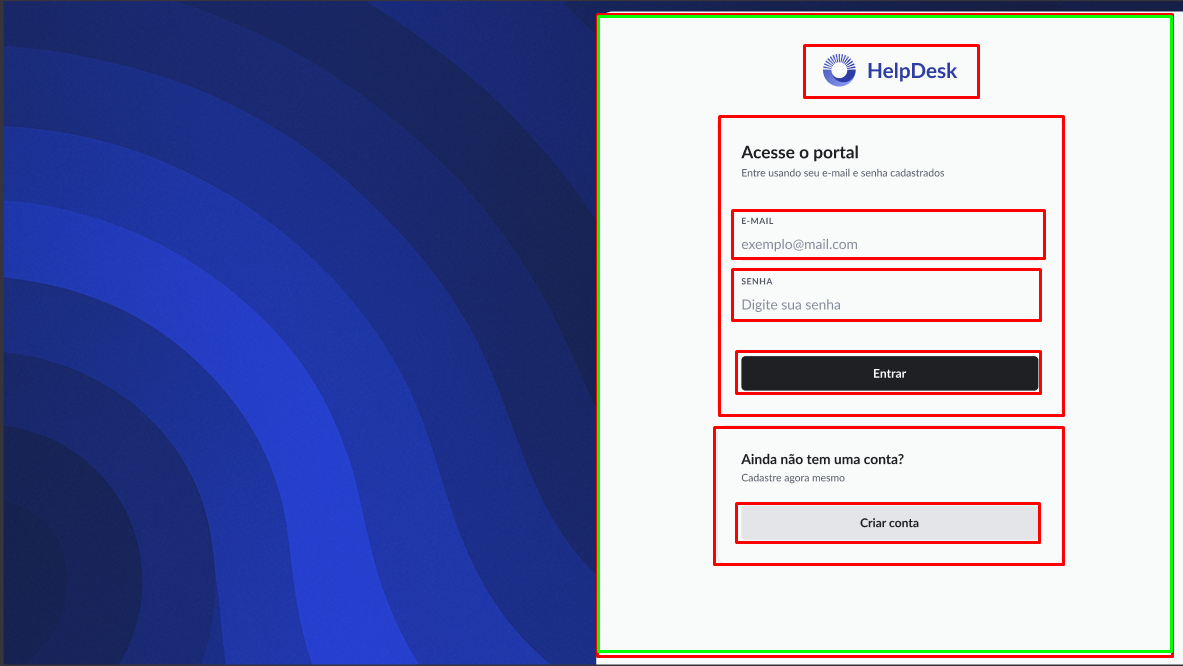 HelpDesk
Acesse o portal
Entre usando seu e-mail e senha cadastrados
E-MAIL
exemplo@mail.com
SENHA
Digite sua senha
Entrar
Ainda não tem uma conta?
Cadastre agora mesmo
Criar conta